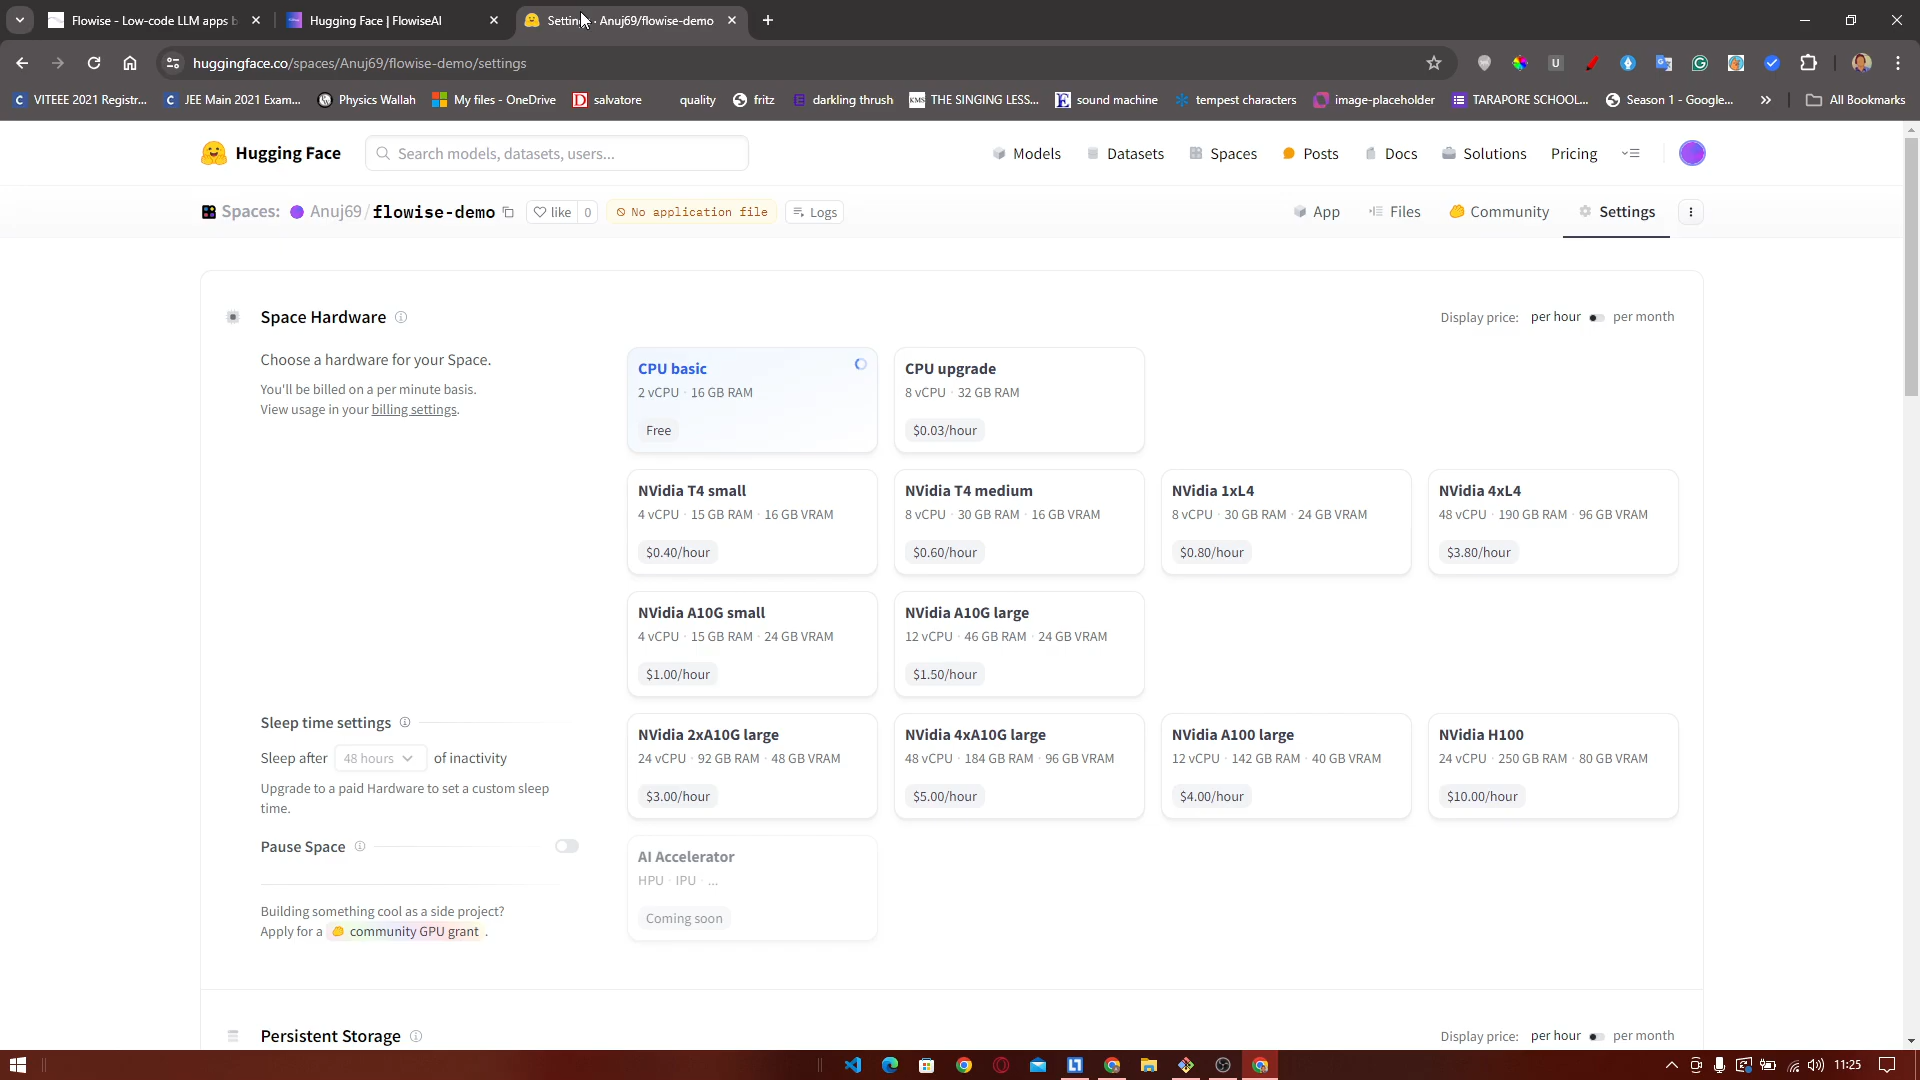 Flowise - Low-code LLM apps b
Hugging Face | FlowiseAI
Settin · Anuj69/flowise-demo
huggingface.co/spaces/Anuj69/flowise-demo/settings
VITEEE 2021 Registr...
JEE Main 2021 Exam...
Physics Wallah
My files - OneDrive
salvatore
quality
fritz
darkling thrush
KMS THE SINGING LESS...
sound machine
tempest characters
image-placeholder
TARAPORE SCHOOL...
Season 1 - Google...
All Bookmarks
Hugging Face
Search models, datasets, users...
Models
Datasets
Spaces
Posts
Docs
Solutions
Pricing
Spaces: Anuj69/flowise-demo
like 0
No application file
Logs
App
Files
Community
Settings
Space Hardware
Display price: per hour per month
Choose a hardware for your Space.
You'll be billed on a per minute basis.
View usage in your billing settings.
CPU basic
2 vCPU · 16 GB RAM
Free
CPU upgrade
8 vCPU · 32 GB RAM
$0.03/hour
NVidia T4 small
4 vCPU · 15 GB RAM · 16 GB VRAM
$0.40/hour
NVidia T4 medium
8 vCPU · 30 GB RAM · 16 GB VRAM
$0.60/hour
NVidia 1xL4
8 vCPU · 30 GB RAM · 24 GB VRAM
$0.80/hour
NVidia 4xL4
48 vCPU · 190 GB RAM · 96 GB VRAM
$3.80/hour
NVidia A10G small
4 vCPU · 15 GB RAM · 24 GB VRAM
$1.00/hour
NVidia A10G large
12 vCPU · 46 GB RAM · 24 GB VRAM
$1.50/hour
NVidia 2xA10G large
24 vCPU · 92 GB RAM · 48 GB VRAM
$3.00/hour
NVidia 4xA10G large
48 vCPU · 184 GB RAM · 96 GB VRAM
$5.00/hour
NVidia A100 large
12 vCPU · 142 GB RAM · 40 GB VRAM
$4.00/hour
NVidia H100
24 vCPU · 250 GB RAM · 80 GB VRAM
$10.00/hour
AI Accelerator
HPU · IPU · ...
Coming soon
Sleep time settings
Sleep after 48 hours of inactivity
Upgrade to a paid Hardware to set a custom sleep
time.
Pause Space
Building something cool as a side project?
Apply for a community GPU grant .
Persistent Storage
Display price: per hour per month
11:25